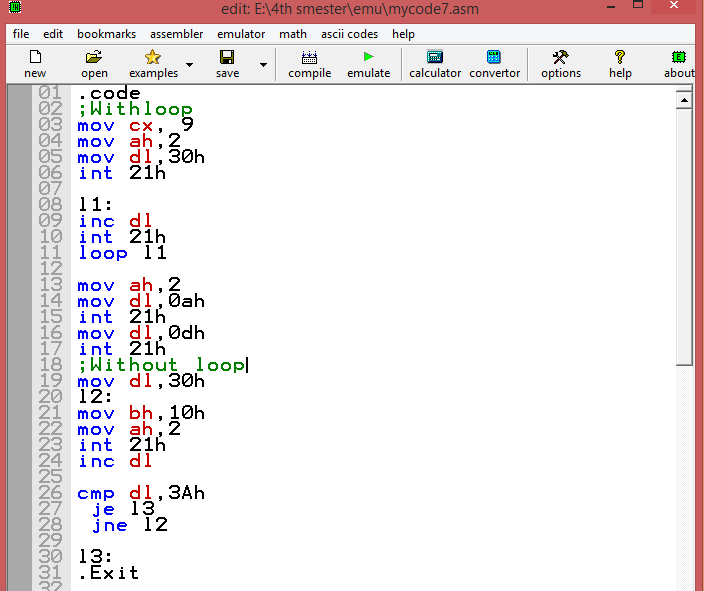 edit: E:\4th smester\emu\mycode7.asm
file edit bookmarks assembler emulator math ascii codes help
new open examples save compile emulate calculator convertor options help about
01 .code
02 ;Withloop
03 mov cx, 9
04 mov ah,2
05 mov dl,30h
06 int 21h
07
08 l1:
09 inc dl
10 int 21h
11 loop l1
12
13 mov ah,2
14 mov dl,0ah
15 int 21h
16 mov dl,0dh
17 int 21h
18 ;Without loop
19 mov dl,30h
20 l2:
21 mov bh,10h
22 mov ah,2
23 int 21h
24 inc dl
25
26 cmp dl,3Ah
27 je l3
28 jne l2
29
30 l3:
31 .Exit
32